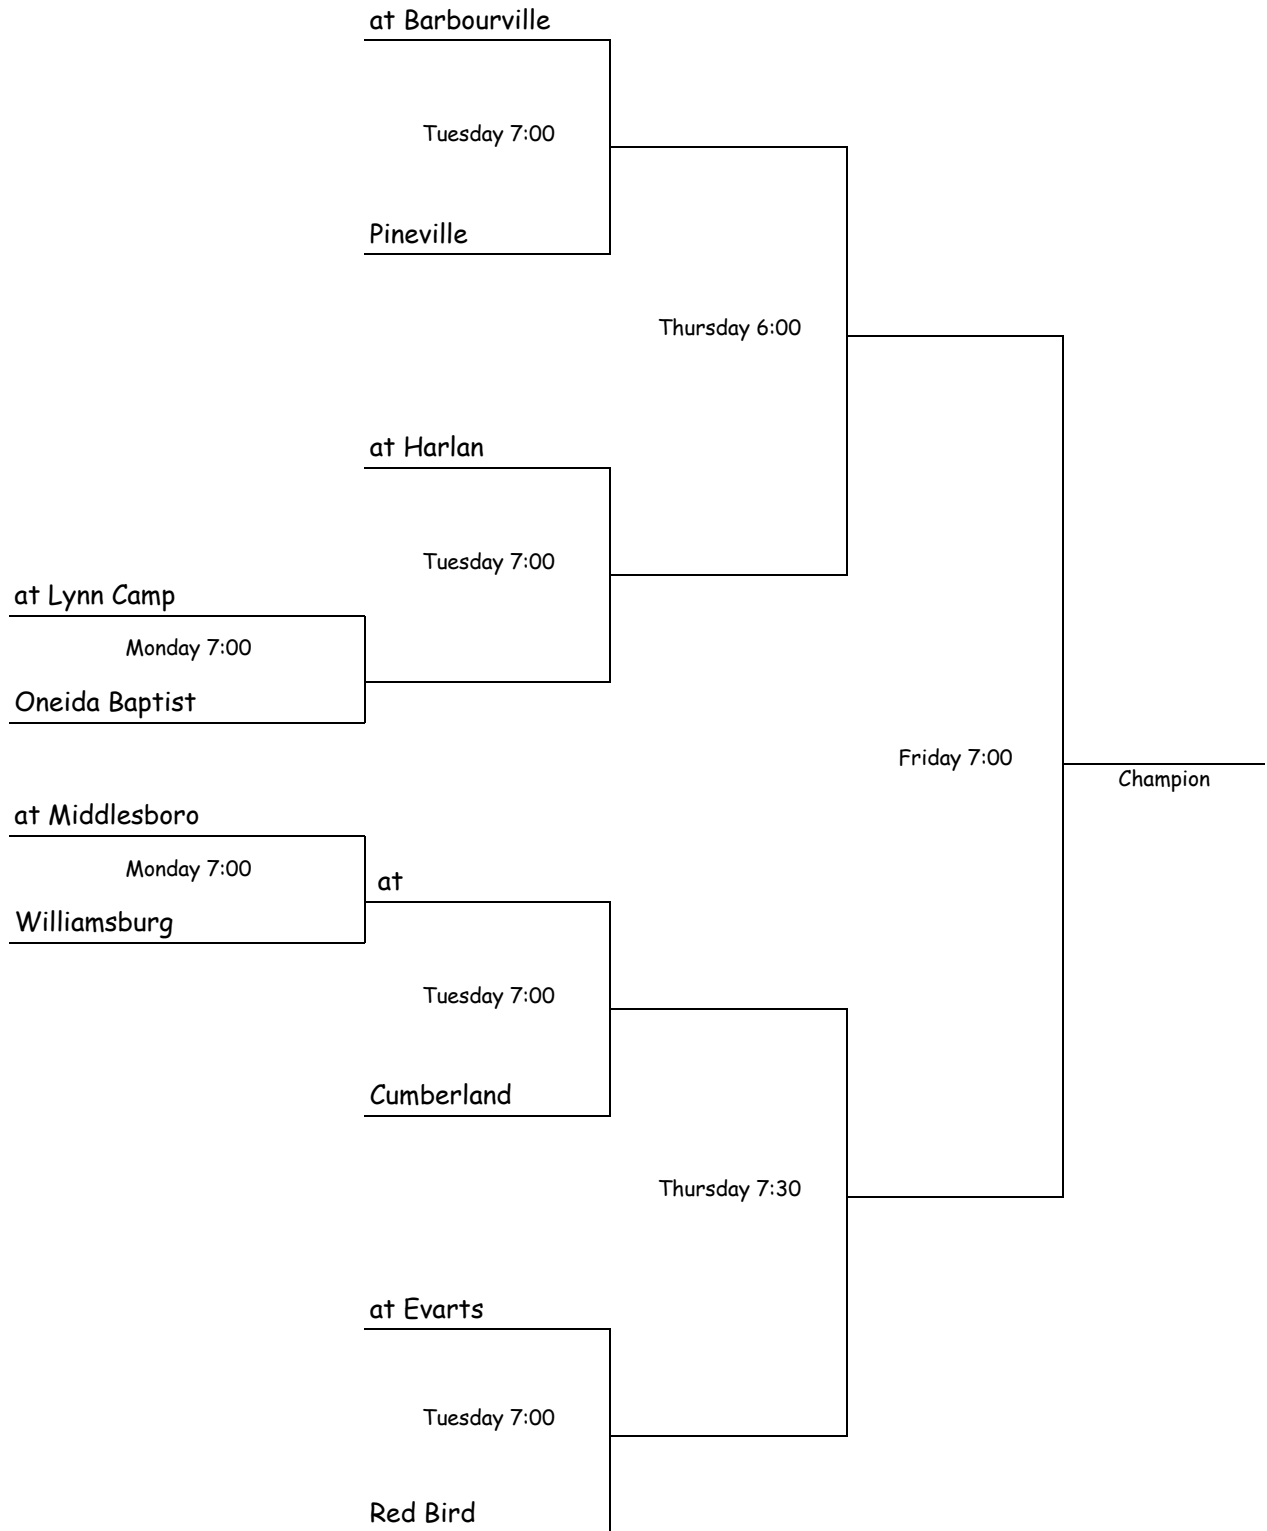 at Barbourville
Tuesday 7:00
Pineville
Thursday 6:00
at Harlan
Tuesday 7:00
at Lynn Camp
Monday 7:00
Oneida Baptist
Friday 7:00
Champion
at Middlesboro
Monday 7:00
at
Williamsburg
Tuesday 7:00
Cumberland
Thursday 7:30
at Evarts
Tuesday 7:00
Red Bird